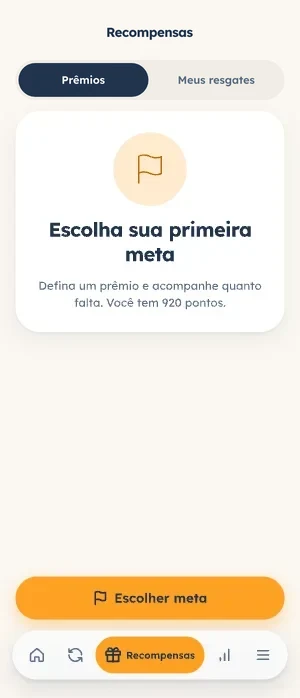 Recompensas
Prêmios
Meus resgates
Escolha sua primeira
meta
Defina um prêmio e acompanhe quanto
falta. Você tem 920 pontos.
Escolher meta
Recompensas